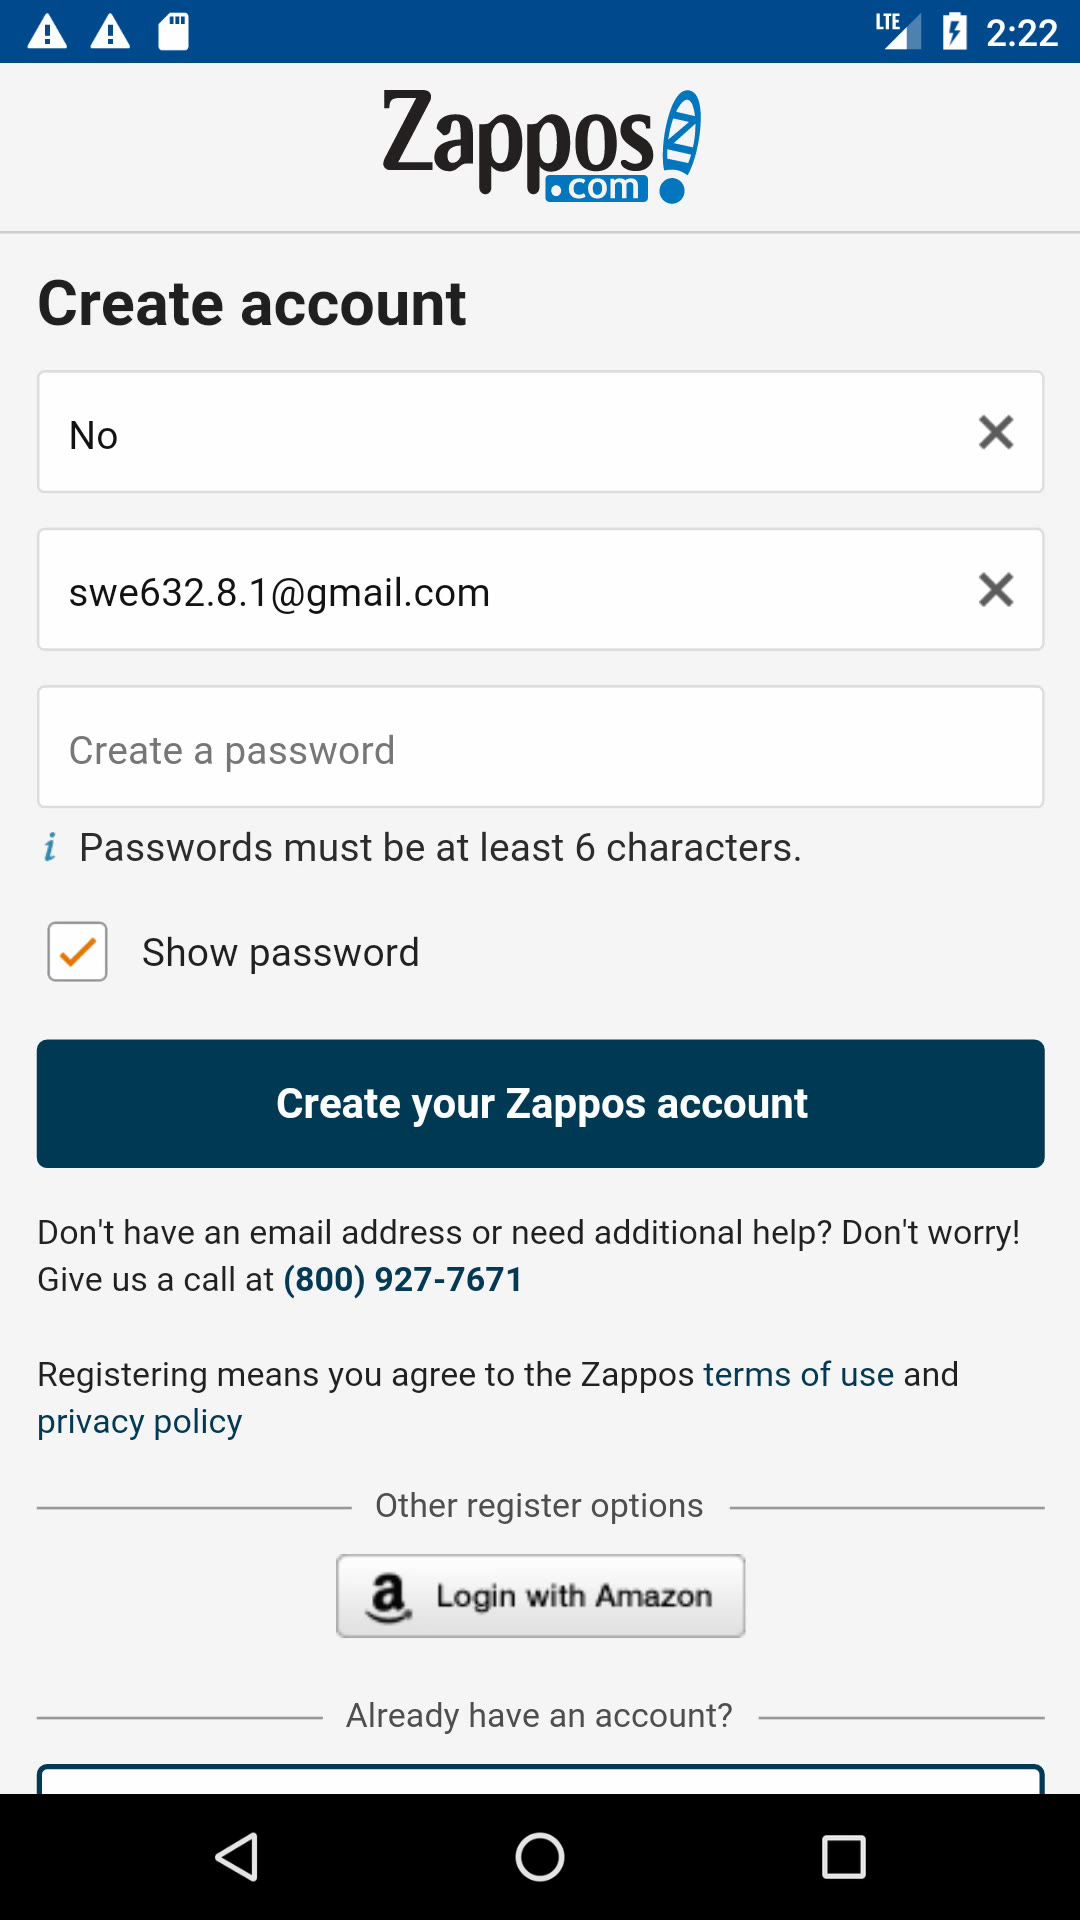 LTE 2:22
Zappos
.com
Create account
No
swe632.8.1@gmail.com
Create a password
i Passwords must be at least 6 characters.
Show password
Create your Zappos account
Don't have an email address or need additional help? Don't worry!
Give us a call at (800) 927-7671
Registering means you agree to the Zappos terms of use and
privacy policy
Other register options
a Login with Amazon
Already have an account?